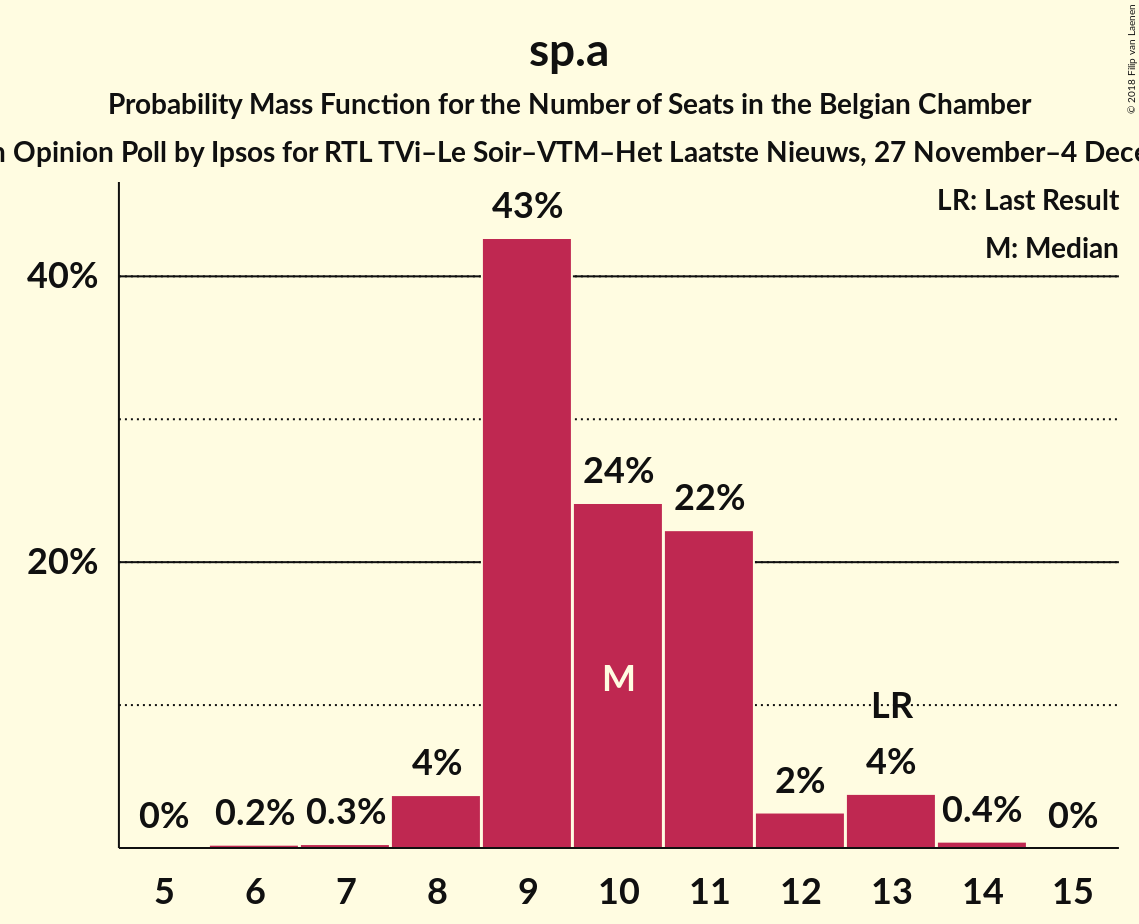 sp.a
Probability Mass Function for the Number of Seats in the Belgian Chamber
Opinion Poll by Ipsos for RTL TVi–Le Soir–VTM–Het Laatste Nieuws, 27 November–4
LR: Last Result
M: Median
© 2018 Filip van Laenen
43%
40%
24%
22%
20%
M
LR
4%
4%
2%
0%
0.2%
0.3%
0.4%
0%
5 6 7 8 9 10 11 12 13 14 15